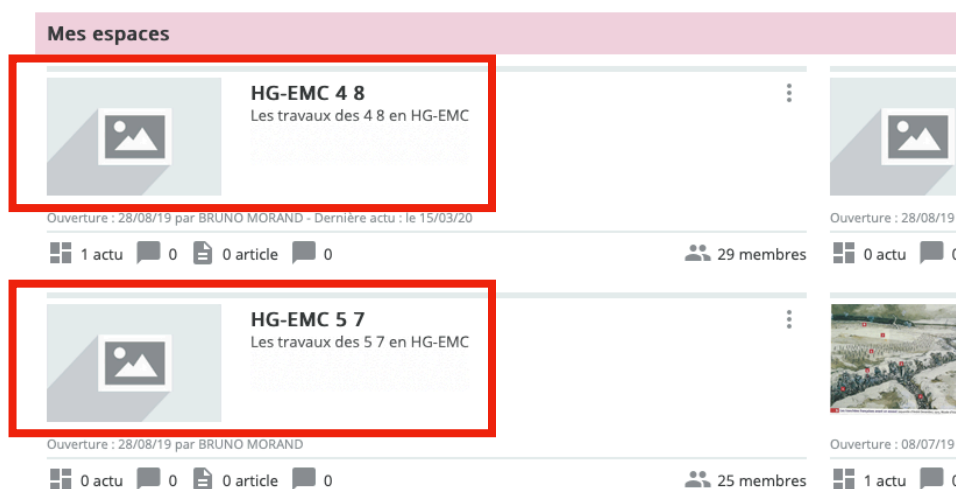 Mes espaces
HG-EMC 4 8
Les travaux des 4 8 en HG-EMC
Ouverture : 28/08/19 par BRUNO MORAND - Dernière actu : le 15/03/20
1 actu 0 0 article 0 29 membres
Ouverture : 28/08/19
0 actu
HG-EMC 5 7
Les travaux des 5 7 en HG-EMC
Ouverture : 28/08/19 par BRUNO MORAND
0 actu 0 0 article 0 25 membres
Ouverture : 08/07/19
1 actu